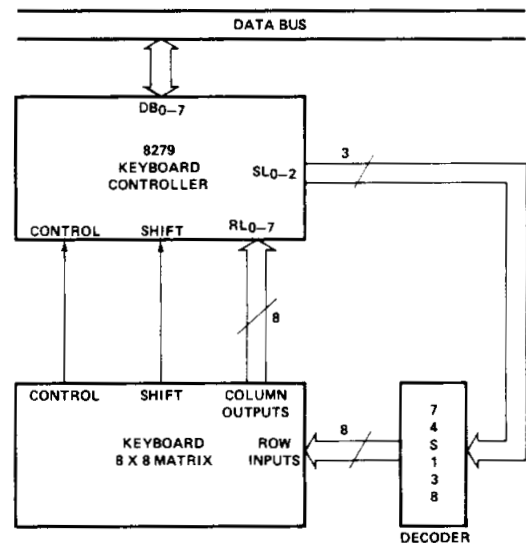 DATA BUS
DB0–7
8279
KEYBOARD
CONTROLLER
SL0–2
3
CONTROL SHIFT RL0–7
8
CONTROL SHIFT COLUMN
OUTPUTS
KEYBOARD
8 X 8 MATRIX
ROW
INPUTS
8
7
4
S
1
3
8
DECODER